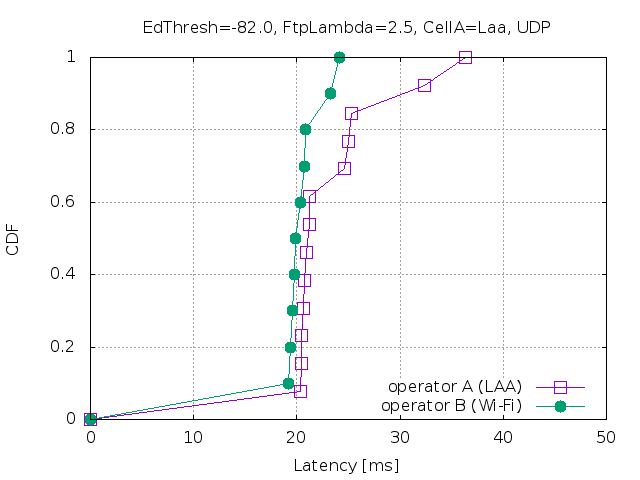 EdThresh=-82.0, FtpLambda=2.5, CellA=Laa, UDP
1
0.8
0.6
0.4
0.2
0
CDF
operator A (LAA)
operator B (Wi-Fi)
0 10 20 30 40 50
Latency [ms]